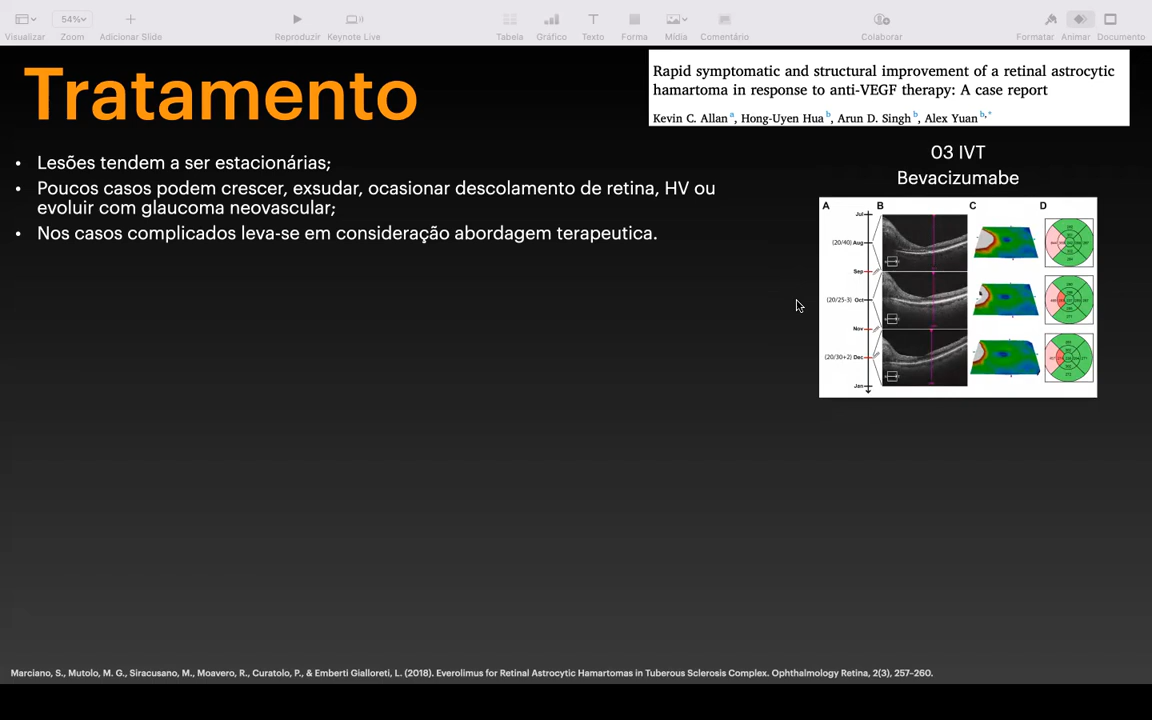 Visualizar
54%
Zoom
Adicionar Slide
Reproduzir
Keynote Live
Tabela
Gráfico
Texto
Forma
Mídia
Comentário
Colaborar
Formatar
Animar
Documento
Tratamento
Rapid symptomatic and structural improvement of a retinal astrocytic
hamartoma in response to anti-VEGF therapy: A case report
Kevin C. Allan a, Hong-Uyen Hua b, Arun D. Singh b, Alex Yuan b,*
• Lesões tendem a ser estacionárias;
• Poucos casos podem crescer, exsudar, ocasionar descolamento de retina, HV ou
evoluir com glaucoma neovascular;
• Nos casos complicados leva-se em consideração abordagem terapeutica.
03 IVT
Bevacizumabe
A B C D
Jul
(20/40) Aug
Sep
(20/25-3) Oct
Nov
(20/30+2) Dec
Jan
Marciano, S., Mutolo, M. G., Siracusano, M., Moavero, R., Curatolo, P., & Emberti Gialloreti, L. (2018). Everolimus for Retinal Astrocytic Hamartomas in Tuberous Sclerosis Complex. Ophthalmology Retina, 2(3), 257–260.